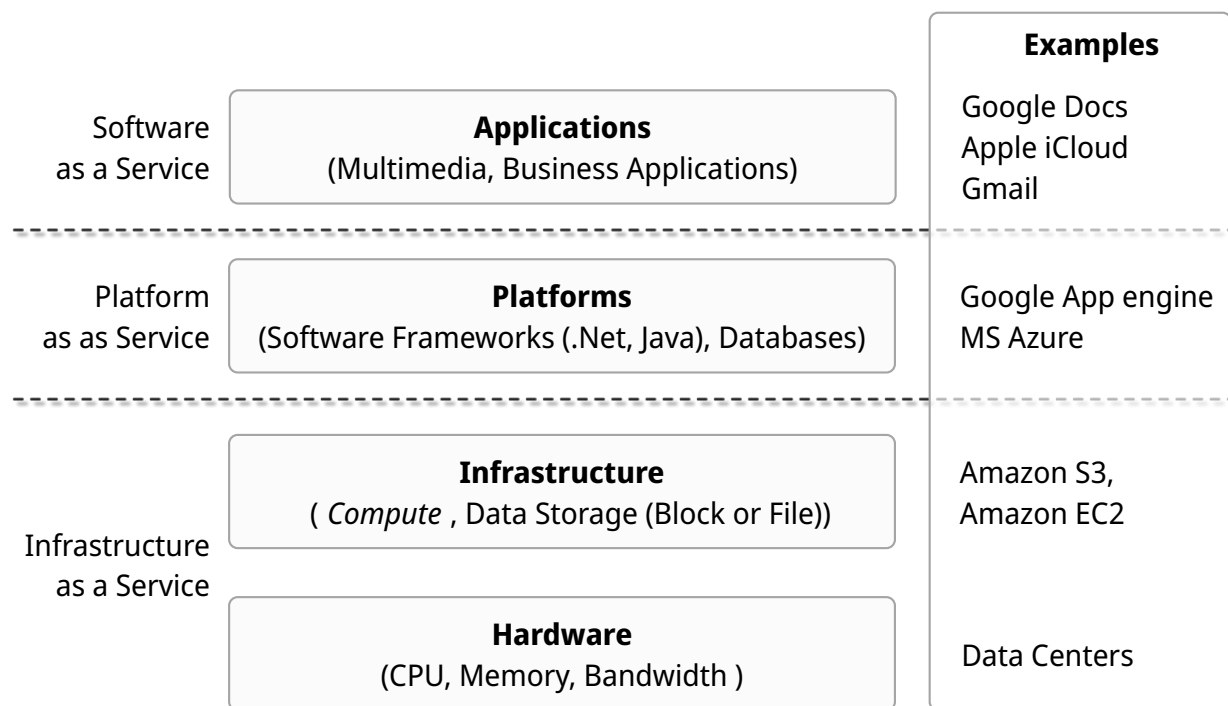 Examples
Software
as a Service
Applications
(Multimedia, Business Applications)
Google Docs
Apple iCloud
Gmail
Platform
as as Service
Platforms
(Software Frameworks (.Net, Java), Databases)
Google App engine
MS Azure
Infrastructure
as a Service
Infrastructure
( Compute , Data Storage (Block or File))
Amazon S3,
Amazon EC2
Hardware
(CPU, Memory, Bandwidth )
Data Centers